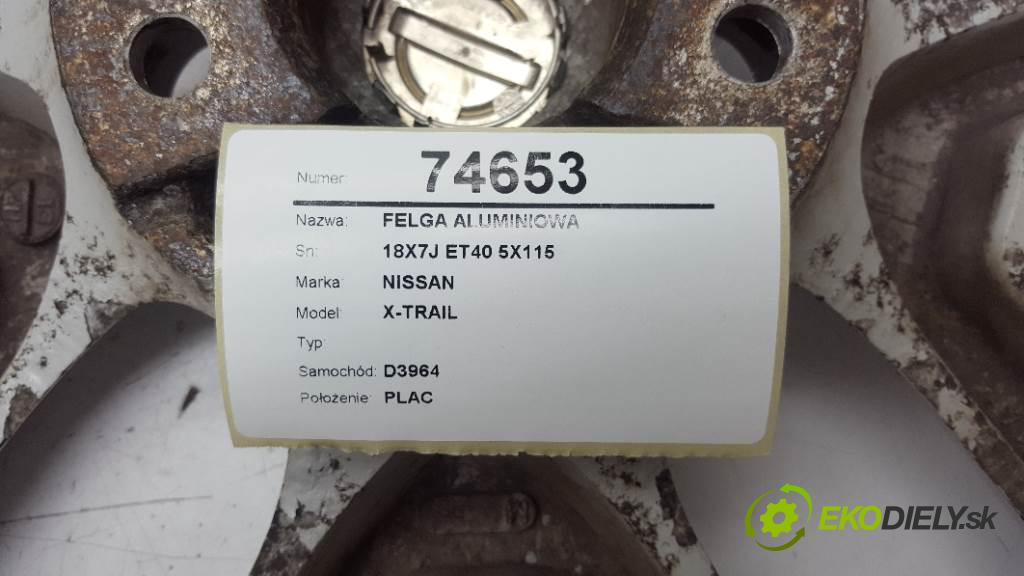 Numer: 74653
Nazwa: FELGA ALUMINIOWA
Sn: 18X7J ET40 5X115
Marka: NISSAN
Model: X-TRAIL
Typ:
Samochód: D3964
Położenie: PLAC
EKODIELY.sk